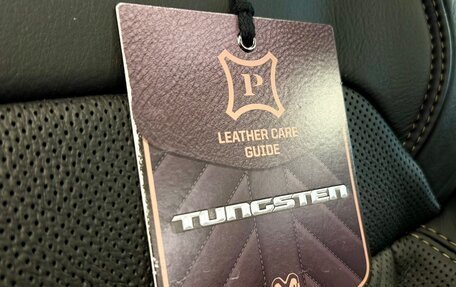 P
LEATHER CARE
GUIDE
TUNGSTEN